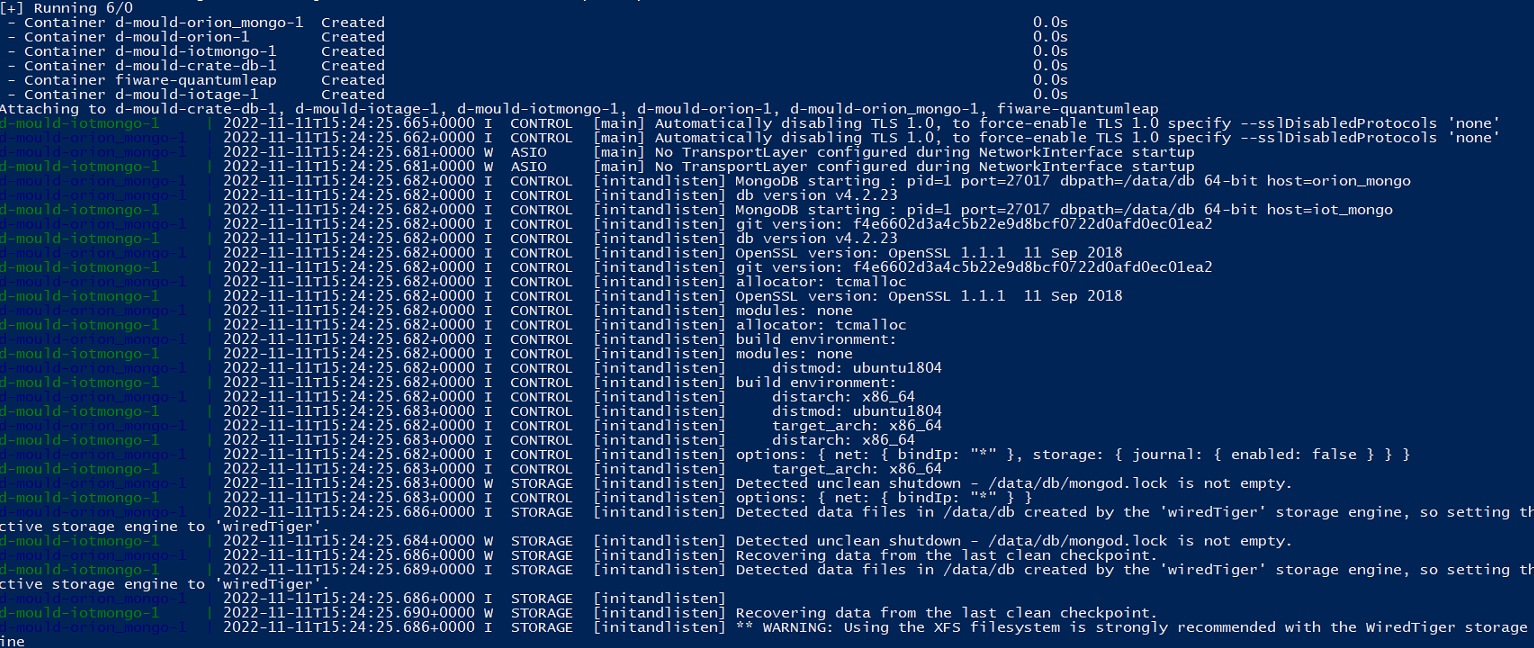 [+] Running 6/0
 - Container d-mould-orion_mongo-1  Created                                                                        0.0s
 - Container d-mould-orion-1        Created                                                                        0.0s
 - Container d-mould-iotmongo-1     Created                                                                        0.0s
 - Container d-mould-crate-db-1     Created                                                                        0.0s
 - Container fiware-quantumleap     Created                                                                        0.0s
 - Container d-mould-iotage-1       Created                                                                        0.0s
Attaching to d-mould-crate-db-1, d-mould-iotage-1, d-mould-iotmongo-1, d-mould-orion-1, d-mould-orion_mongo-1, fiware-quantumleap
d-mould-iotmongo-1     | 2022-11-11T15:24:25.665+0000 I  CONTROL  [main] Automatically disabling TLS 1.0, to force-enable TLS 1.0 specify --sslDisabledProtocols 'none'
d-mould-orion_mongo-1  | 2022-11-11T15:24:25.662+0000 I  CONTROL  [main] Automatically disabling TLS 1.0, to force-enable TLS 1.0 specify --sslDisabledProtocols 'none'
d-mould-orion_mongo-1  | 2022-11-11T15:24:25.681+0000 W  ASIO     [main] No TransportLayer configured during NetworkInterface startup
d-mould-iotmongo-1     | 2022-11-11T15:24:25.681+0000 W  ASIO     [main] No TransportLayer configured during NetworkInterface startup
d-mould-orion_mongo-1  | 2022-11-11T15:24:25.682+0000 I  CONTROL  [initandlisten] MongoDB starting : pid=1 port=27017 dbpath=/data/db 64-bit host=orion_mongo
d-mould-orion_mongo-1  | 2022-11-11T15:24:25.682+0000 I  CONTROL  [initandlisten] db version v4.2.23
d-mould-iotmongo-1     | 2022-11-11T15:24:25.682+0000 I  CONTROL  [initandlisten] MongoDB starting : pid=1 port=27017 dbpath=/data/db 64-bit host=iot_mongo
d-mould-orion_mongo-1  | 2022-11-11T15:24:25.682+0000 I  CONTROL  [initandlisten] git version: f4e6602d3a4c5b22e9d8bcf0722d0afd0ec01ea2
d-mould-iotmongo-1     | 2022-11-11T15:24:25.682+0000 I  CONTROL  [initandlisten] db version v4.2.23
d-mould-orion_mongo-1  | 2022-11-11T15:24:25.682+0000 I  CONTROL  [initandlisten] OpenSSL version: OpenSSL 1.1.1  11 Sep 2018
d-mould-iotmongo-1     | 2022-11-11T15:24:25.682+0000 I  CONTROL  [initandlisten] git version: f4e6602d3a4c5b22e9d8bcf0722d0afd0ec01ea2
d-mould-orion_mongo-1  | 2022-11-11T15:24:25.682+0000 I  CONTROL  [initandlisten] allocator: tcmalloc
d-mould-iotmongo-1     | 2022-11-11T15:24:25.682+0000 I  CONTROL  [initandlisten] OpenSSL version: OpenSSL 1.1.1  11 Sep 2018
d-mould-orion_mongo-1  | 2022-11-11T15:24:25.682+0000 I  CONTROL  [initandlisten] modules: none
d-mould-iotmongo-1     | 2022-11-11T15:24:25.682+0000 I  CONTROL  [initandlisten] allocator: tcmalloc
d-mould-orion_mongo-1  | 2022-11-11T15:24:25.682+0000 I  CONTROL  [initandlisten] build environment:
d-mould-iotmongo-1     | 2022-11-11T15:24:25.682+0000 I  CONTROL  [initandlisten] modules: none
d-mould-orion_mongo-1  | 2022-11-11T15:24:25.682+0000 I  CONTROL  [initandlisten]     distmod: ubuntu1804
d-mould-iotmongo-1     | 2022-11-11T15:24:25.682+0000 I  CONTROL  [initandlisten] build environment:
d-mould-orion_mongo-1  | 2022-11-11T15:24:25.682+0000 I  CONTROL  [initandlisten]     distarch: x86_64
d-mould-iotmongo-1     | 2022-11-11T15:24:25.683+0000 I  CONTROL  [initandlisten]     distmod: ubuntu1804
d-mould-orion_mongo-1  | 2022-11-11T15:24:25.682+0000 I  CONTROL  [initandlisten]     target_arch: x86_64
d-mould-iotmongo-1     | 2022-11-11T15:24:25.683+0000 I  CONTROL  [initandlisten]     distarch: x86_64
d-mould-orion_mongo-1  | 2022-11-11T15:24:25.682+0000 I  CONTROL  [initandlisten] options: { net: { bindIp: "*" }, storage: { journal: { enabled: false } } }
d-mould-iotmongo-1     | 2022-11-11T15:24:25.683+0000 I  CONTROL  [initandlisten]     target_arch: x86_64
d-mould-orion_mongo-1  | 2022-11-11T15:24:25.683+0000 W  STORAGE  [initandlisten] Detected unclean shutdown - /data/db/mongod.lock is not empty.
d-mould-iotmongo-1     | 2022-11-11T15:24:25.683+0000 I  CONTROL  [initandlisten] options: { net: { bindIp: "*" } }
d-mould-orion_mongo-1  | 2022-11-11T15:24:25.686+0000 I  STORAGE  [initandlisten] Detected data files in /data/db created by the 'wiredTiger' storage engine, so setting th
ctive storage engine to 'wiredTiger'.
d-mould-iotmongo-1     | 2022-11-11T15:24:25.684+0000 W  STORAGE  [initandlisten] Detected unclean shutdown - /data/db/mongod.lock is not empty.
d-mould-orion_mongo-1  | 2022-11-11T15:24:25.686+0000 W  STORAGE  [initandlisten] Recovering data from the last clean checkpoint.
d-mould-iotmongo-1     | 2022-11-11T15:24:25.689+0000 I  STORAGE  [initandlisten] Detected data files in /data/db created by the 'wiredTiger' storage engine, so setting th
ctive storage engine to 'wiredTiger'.
d-mould-orion_mongo-1  | 2022-11-11T15:24:25.686+0000 I  STORAGE  [initandlisten]
d-mould-iotmongo-1     | 2022-11-11T15:24:25.690+0000 W  STORAGE  [initandlisten] Recovering data from the last clean checkpoint.
d-mould-orion_mongo-1  | 2022-11-11T15:24:25.686+0000 I  STORAGE  [initandlisten] ** WARNING: Using the XFS filesystem is strongly recommended with the WiredTiger storage
ine